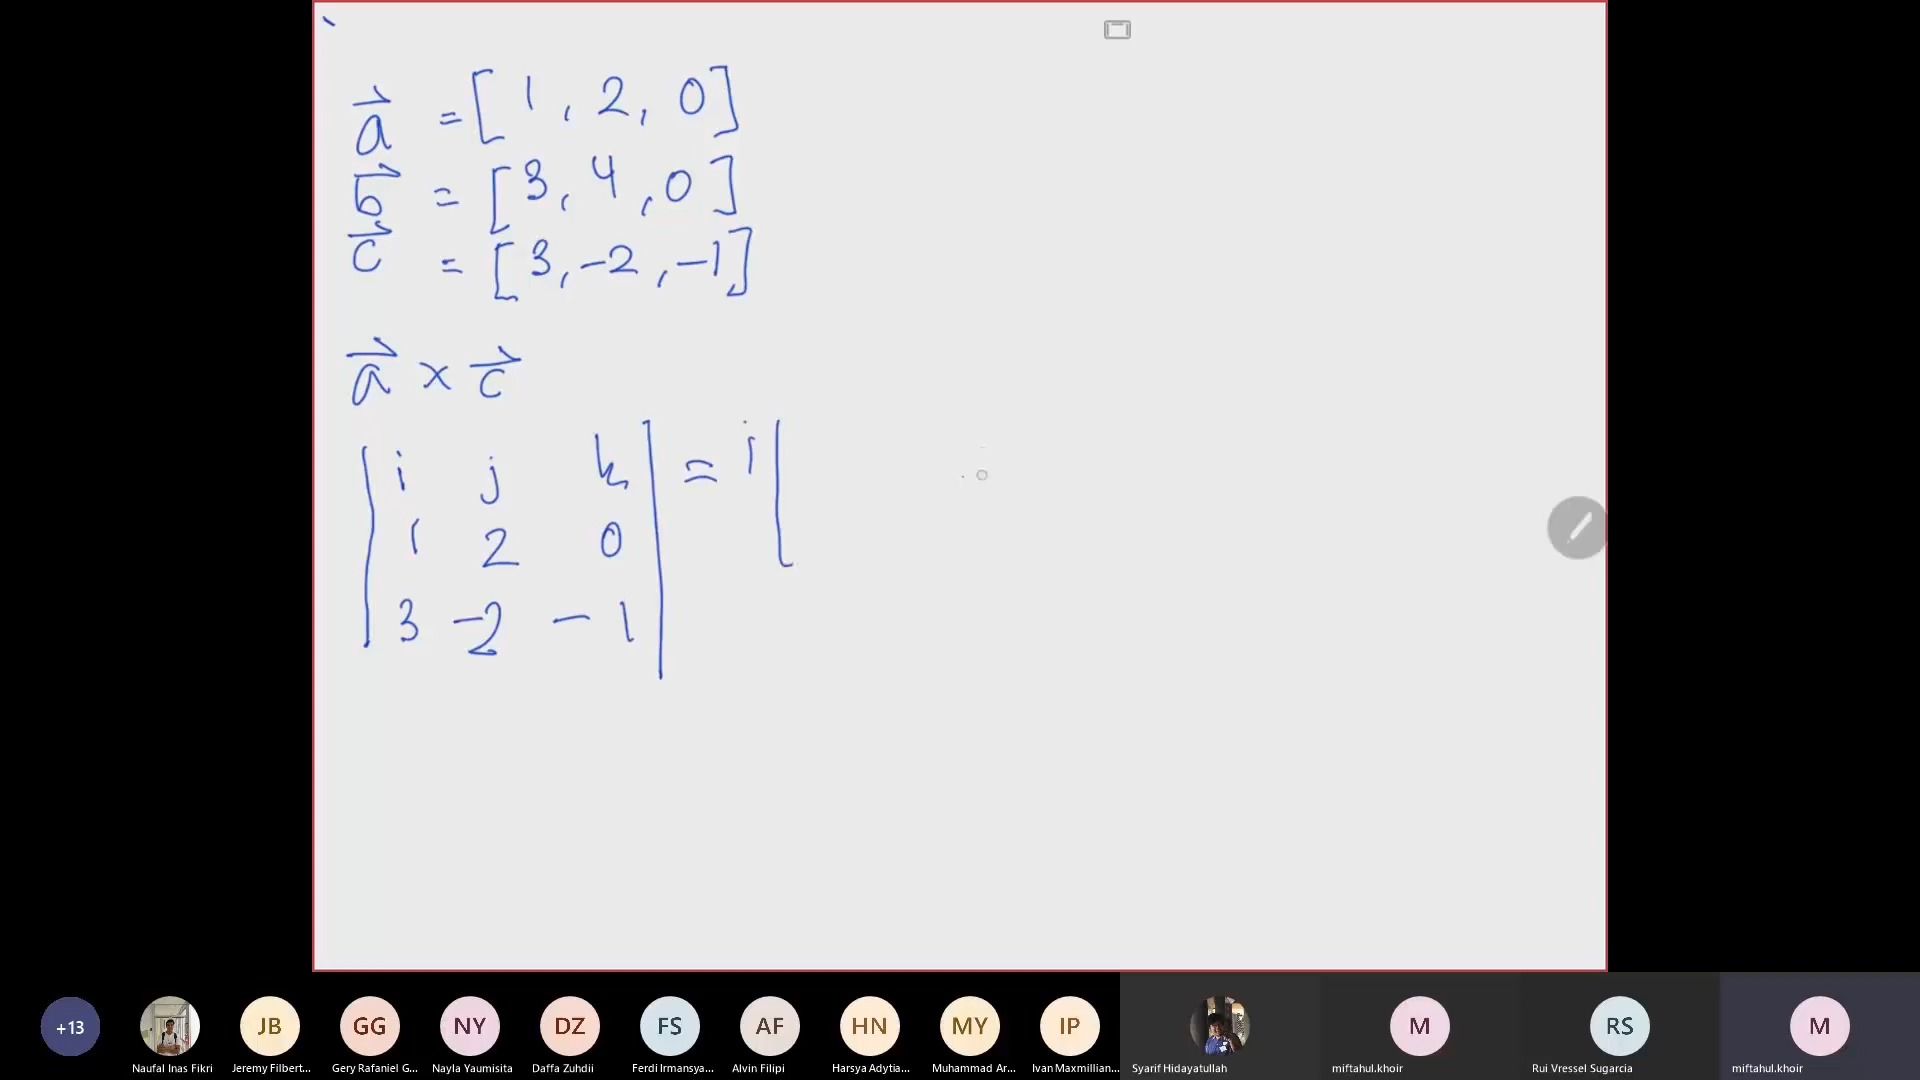 a⃗ = [1, 2, 0]
b⃗ = [3, 4, 0]
c⃗ = [3, -2, -1]
a⃗ × c⃗
| i j k | = i |
| 1 2 0 |
| 3 -2 -1 |
+13
JB
GG
NY
DZ
FS
AF
HN
MY
IP
M
RS
M
Naufal Inas Fikri
Jeremy Filbert...
Gery Rafaniel G...
Nayla Yaumisita
Daffa Zuhdii
Ferdi Irmansya...
Alvin Filipi
Harsya Adytia...
Muhammad Ar...
Ivan Maxmillian...
Syarif Hidayatullah
miftahul.khoir
Rui Vressel Sugarcia
miftahul.khoir